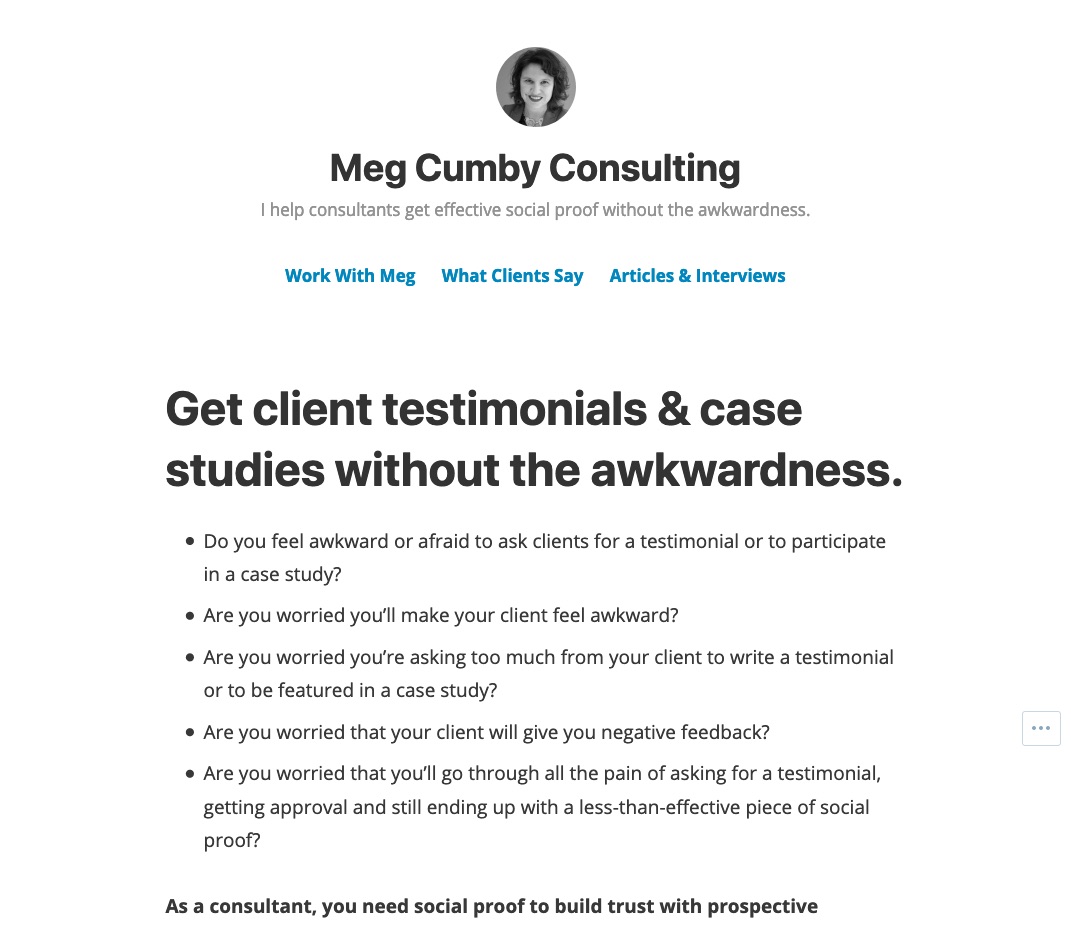 Meg Cumby Consulting
I help consultants get effective social proof without the awkwardness.
Work With Meg What Clients Say Articles & Interviews
Get client testimonials & case
studies without the awkwardness.
• Do you feel awkward or afraid to ask clients for a testimonial or to participate
in a case study?
• Are you worried you’ll make your client feel awkward?
• Are you worried you’re asking too much from your client to write a testimonial
or to be featured in a case study?
• Are you worried that your client will give you negative feedback?
• Are you worried that you’ll go through all the pain of asking for a testimonial,
getting approval and still ending up with a less-than-effective piece of social
proof?
As a consultant, you need social proof to build trust with prospective